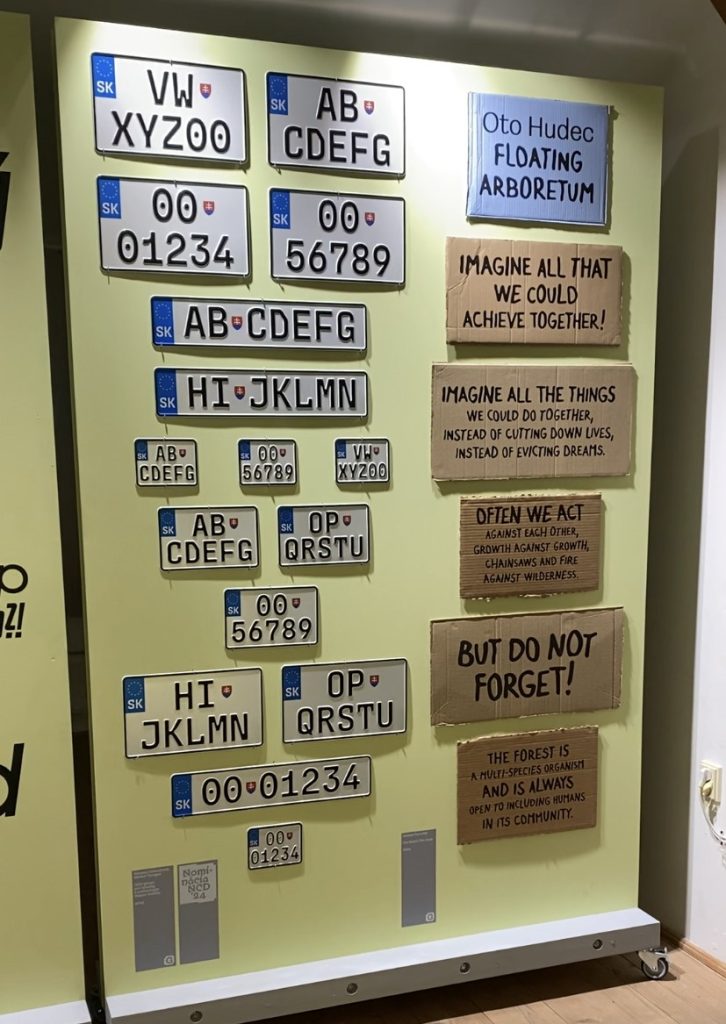 SK
VW
XYZ00
SK
AB
CDEFG
SK
00
01234
SK
00
56789
SK
AB CDEFG
SK
HI JKLMN
SK
AB
CDEFG
SK
00
56789
SK
VW
XYZ00
SK
AB
CDEFG
SK
OP
QRSTU
SK
00
56789
SK
HI
JKLMN
SK
OP
QRSTU
SK
00 01234
SK
00
01234
Nomi-
nácia
NCD
'24
Oto Hudec
FLOATING
ARBORETUM
IMAGINE ALL THAT
WE COULD
ACHIEVE TOGETHER!
IMAGINE ALL THE THINGS
WE COULD DO TOGETHER,
INSTEAD OF CUTTING DOWN LIVES,
INSTEAD OF EVICTING DREAMS.
OFTEN WE ACT
AGAINST EACH OTHER,
GROWTH AGAINST GROWTH,
CHAINSAWS AND FIRE
AGAINST WILDERNESS.
BUT DO NOT
FORGET!
THE FOREST IS
A MULTI-SPECIES ORGANISM
AND IS ALWAYS
OPEN TO INCLUDING HUMANS
IN ITS COMMUNITY.